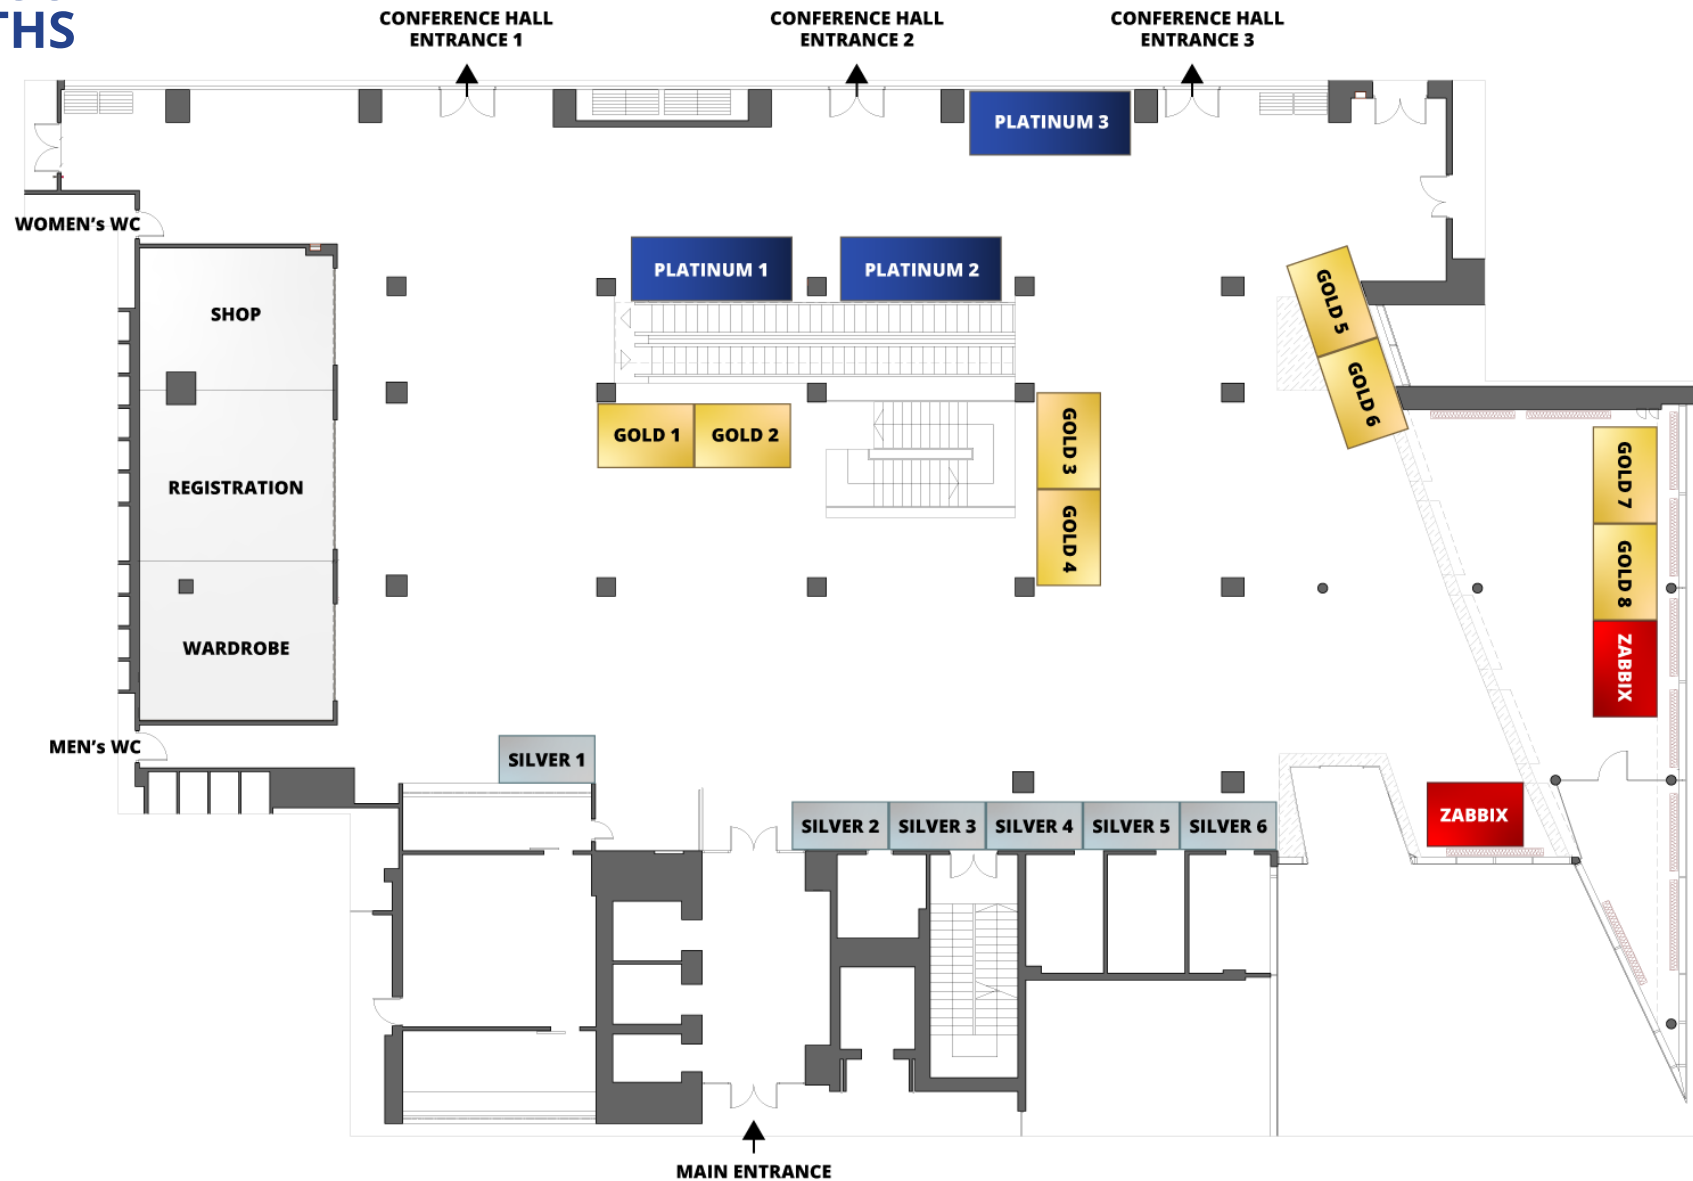 THS
CONFERENCE HALL
ENTRANCE 1
CONFERENCE HALL
ENTRANCE 2
CONFERENCE HALL
ENTRANCE 3
PLATINUM 3
WOMEN's WC
PLATINUM 1
PLATINUM 2
SHOP
GOLD 5
GOLD 6
GOLD 1
GOLD 2
GOLD 3
GOLD 4
GOLD 7
GOLD 8
REGISTRATION
WARDROBE
ZABBIX
MEN's WC
SILVER 1
SILVER 2
SILVER 3
SILVER 4
SILVER 5
SILVER 6
ZABBIX
MAIN ENTRANCE